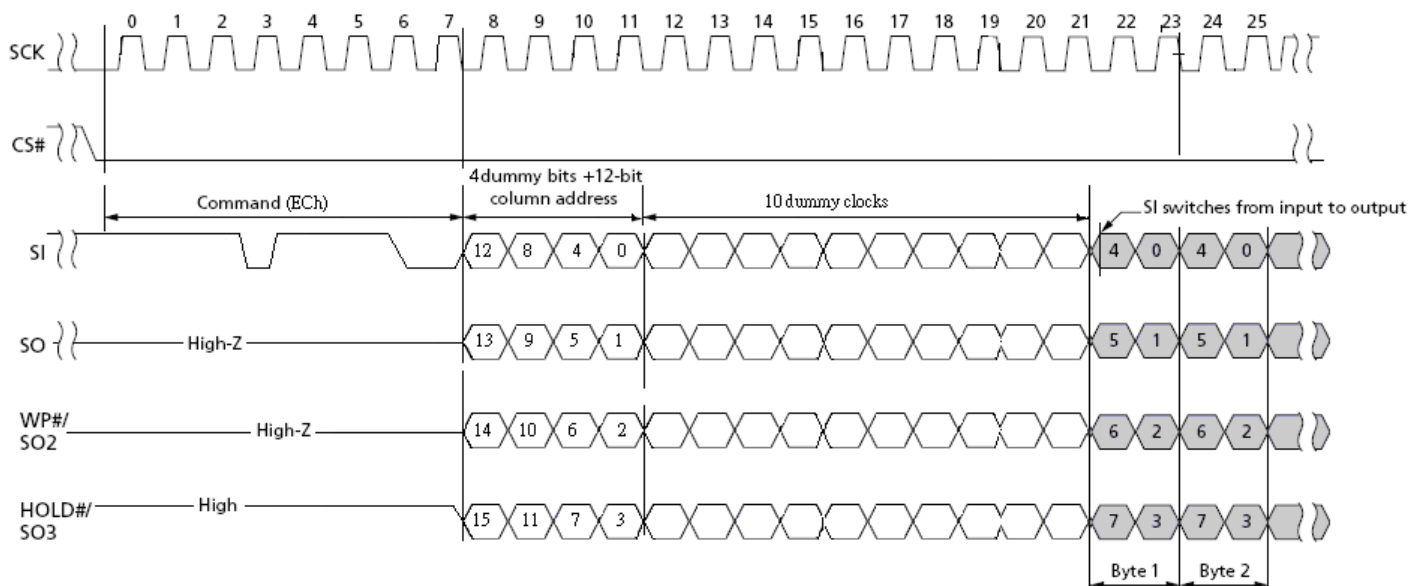 0 1 2 3 4 5 6 7 8 9 10 11 12 13 14 15 16 17 18 19 20 21 22 23 24 25
SCK
CS#
4 dummy bits +12-bit
column address
Command (ECh)
10 dummy clocks
SI switches from input to output
SI
12 8 4 0
4 0 4 0
SO
High-Z
13 9 5 1
5 1 5 1
WP#/
SO2
High-Z
14 10 6 2
6 2 6 2
HOLD#/
SO3
High
15 11 7 3
7 3 7 3
Byte 1 Byte 2